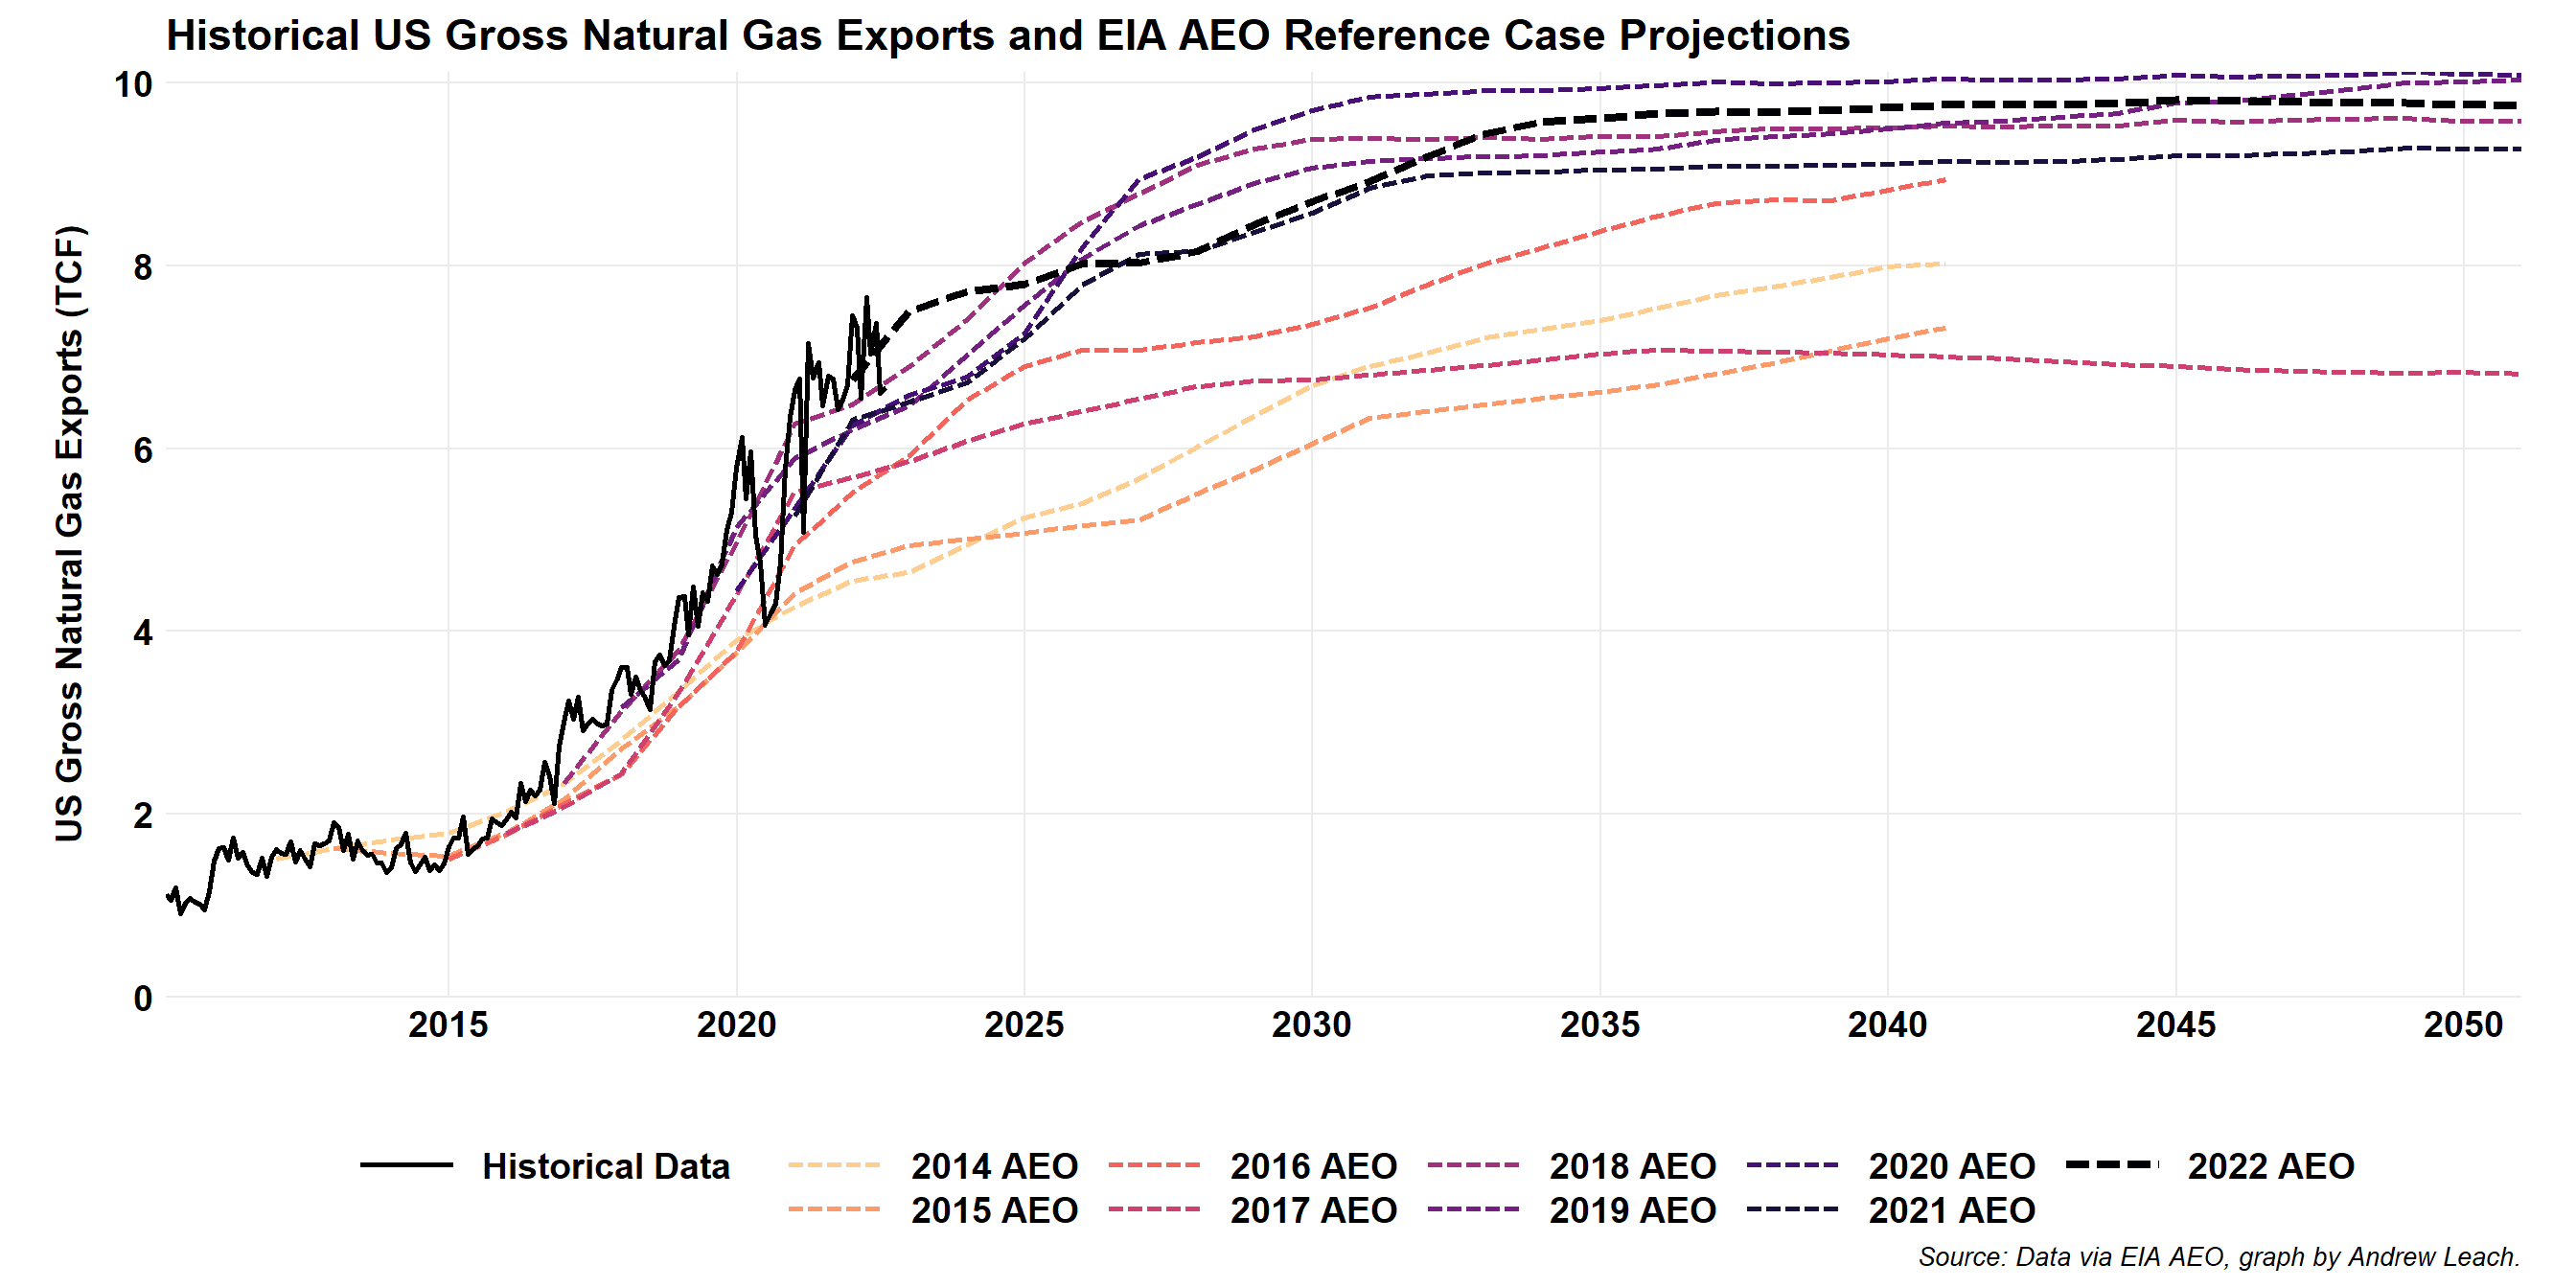 Historical US Gross Natural Gas Exports and EIA AEO Reference Case Projections
US Gross Natural Gas Exports (TCF)
10
8
6
4
2
0
2015 2020 2025 2030 2035 2040 2045 2050
Historical Data 2014 AEO 2016 AEO 2018 AEO 2020 AEO 2022 AEO
2015 AEO 2017 AEO 2019 AEO 2021 AEO
Source: Data via EIA AEO, graph by Andrew Leach.